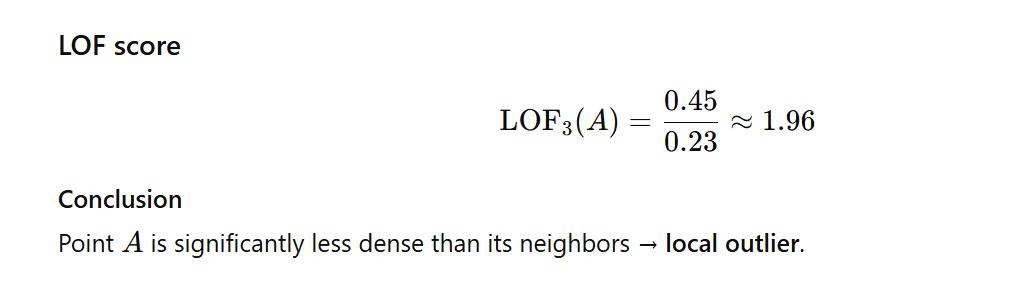 LOF score
LOF₃(A) = 0.45 / 0.23 ≈ 1.96
Conclusion
Point A is significantly less dense than its neighbors → local outlier.